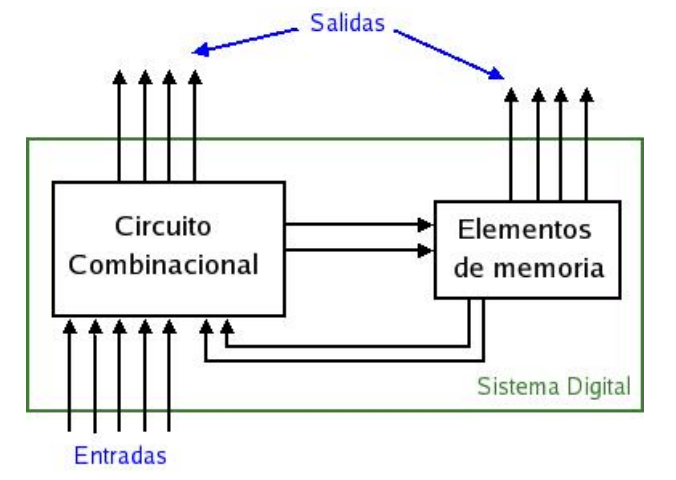 Salidas
Circuito
Combinacional
Elementos
de memoria
Sistema Digital
Entradas